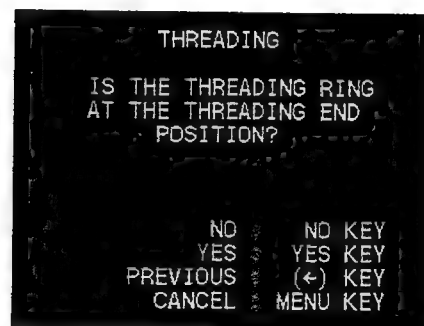 THREADING
IS THE THREADING RING
AT THE THREADING END
POSITION?
NO : NO KEY
YES : YES KEY
PREVIOUS : (←) KEY
CANCEL : MENU KEY